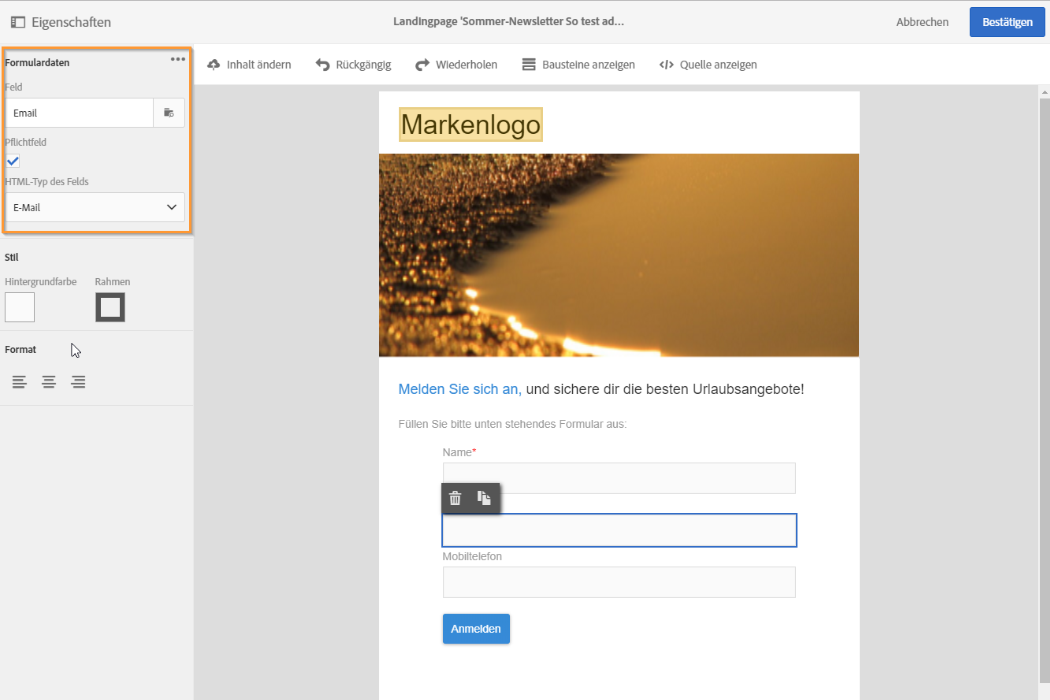 Eigenschaften
Landingpage 'Sommer-Newsletter So test ad...
Abbrechen
Bestätigen
Formulardaten
Feld
Email
Pflichtfeld
HTML-Typ des Felds
E-Mail
Stil
Hintergrundfarbe Rahmen
Format
Inhalt ändern
Rückgängig
Wiederholen
Bausteine anzeigen
Quelle anzeigen
Markenlogo
Melden Sie sich an, und sichere dir die besten Urlaubsangebote!
Füllen Sie bitte unten stehendes Formular aus:
Name*
Mobiltelefon
Anmelden